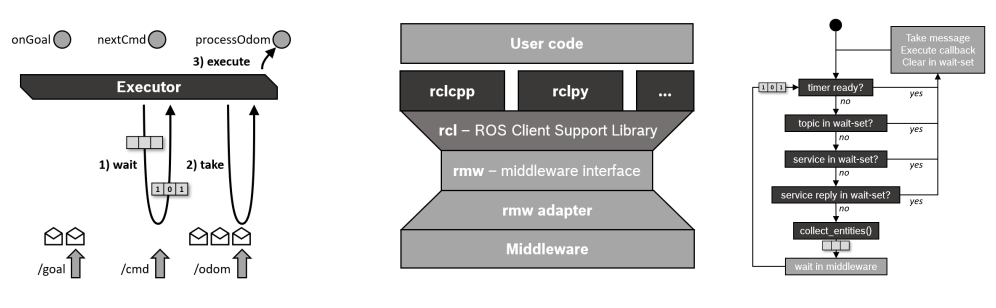 onGoal
nextCmd
processOdom
3) execute
Executor
1) wait
2) take
1 0 1
/goal
/cmd
/odom
User code
rclcpp
rclpy
...
rcl – ROS Client Support Library
rmw – middleware interface
rmw adapter
Middleware
Take message
Execute callback
Clear in wait-set
1 0 1
timer ready?
yes
no
topic in wait-set?
yes
no
service in wait-set?
yes
no
service reply in wait-set?
yes
no
collect_entities()
wait in middleware